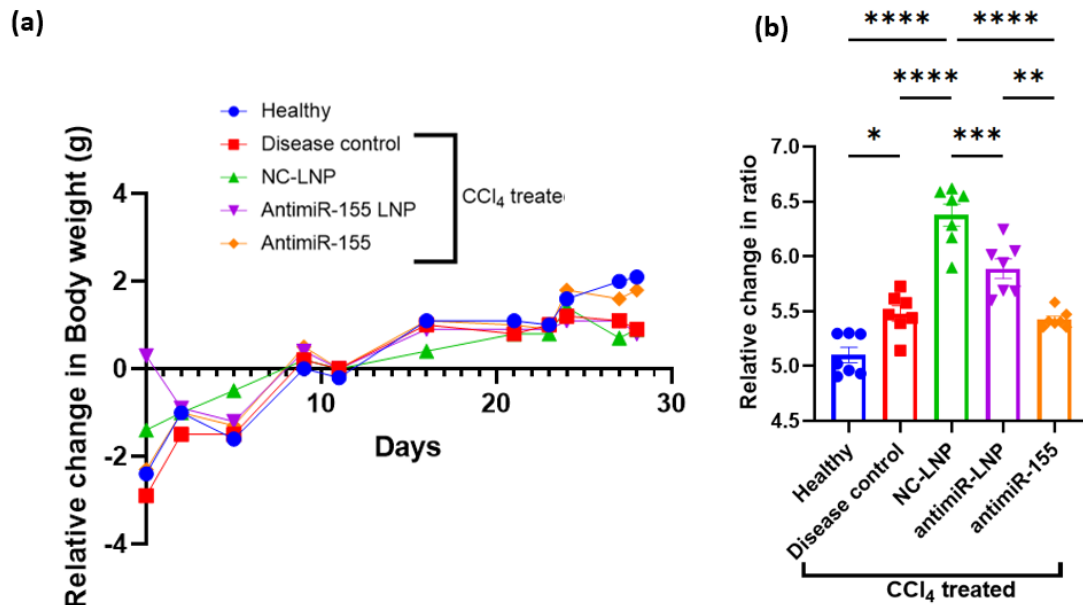 (a)
Healthy
Disease control
NC-LNP
AntimiR-155 LNP
AntimiR-155
CCl₄ treate
Relative change in Body weight (g)
4
2
0
-2
-4
10
20
30
Days
(b)
**** ****
**** **
* ***
Relative change in ratio
7.0
6.5
6.0
5.5
5.0
4.5
Healthy
Disease control
NC-LNP
antimiR-LNP
antimiR-155
CCl₄ treated